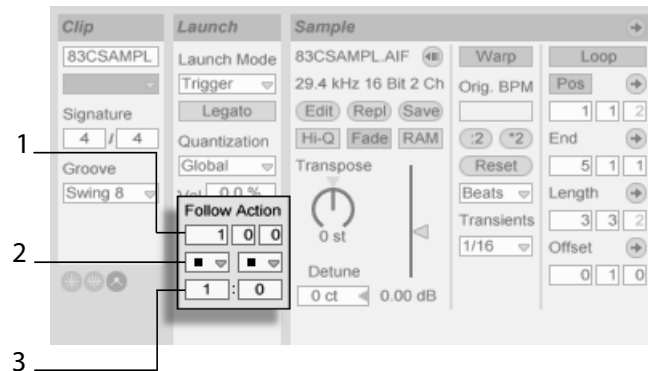 Clip
83CSAMPL
Signature
4 / 4
Groove
Swing 8
Launch
Launch Mode
Trigger
Legato
Quantization
Global
Vel 0.0 %
Follow Action
1 0 0
1 : 0
Sample
83CSAMPL.AIF
29.4 kHz 16 Bit 2 Ch
Edit Repl Save
Hi-Q Fade RAM
Transpose
0 st
Detune
0 ct 0.00 dB
Warp
Orig. BPM
:2 *2
Reset
Beats
Transients
1/16
Loop
Pos
1 1 2
End
5 1 1
Length
3 3 2
Offset
0 1 0
1
2
3